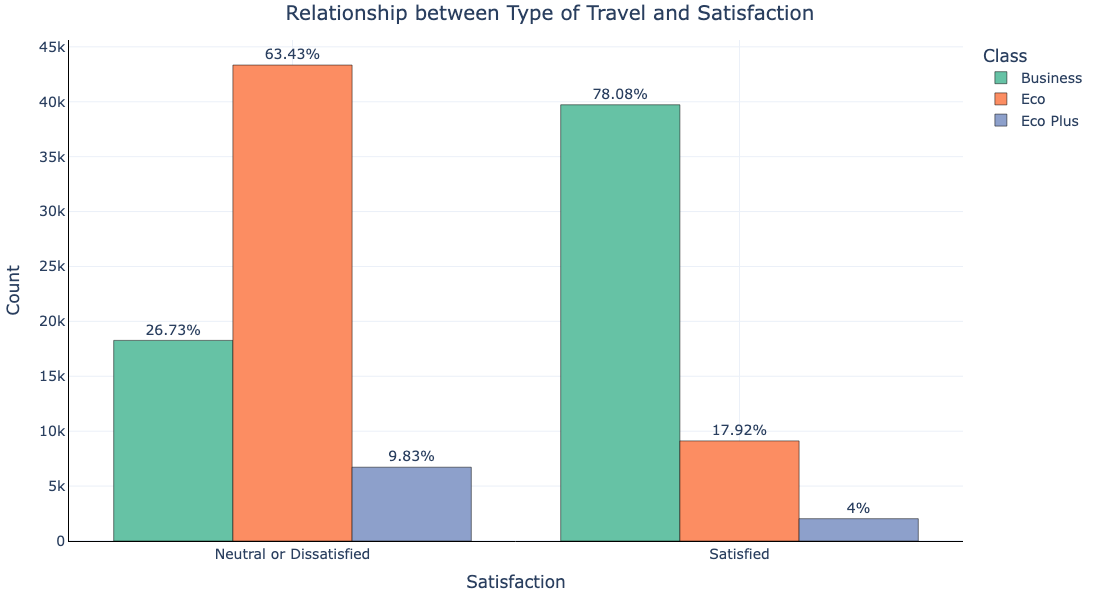 Relationship between Type of Travel and Satisfaction
Class
Business
Eco
Eco Plus
45k
40k
35k
30k
25k
20k
15k
10k
5k
0
Count
63.43%
78.08%
26.73%
17.92%
9.83%
4%
Neutral or Dissatisfied
Satisfied
Satisfaction